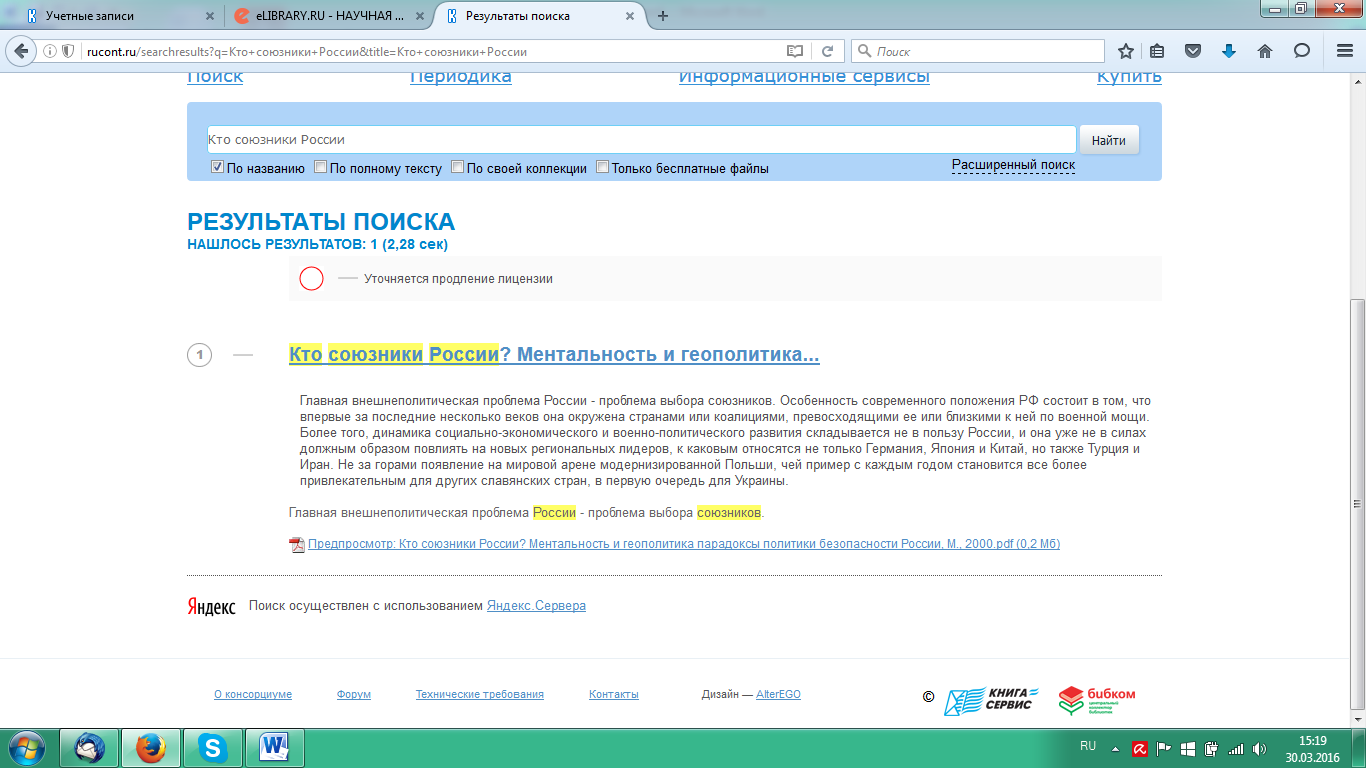 Учетные записи
eLIBRARY.RU - НАУЧНАЯ ...
Результаты поиска
rucont.ru/searchresults?q=Кто+союзники+России&title=Кто+союзники+России
Поиск
Поиск Периодика Информационные сервисы Купить
Кто союзники России
Найти
По названию По полному тексту По своей коллекции Только бесплатные файлы
Расширенный поиск
РЕЗУЛЬТАТЫ ПОИСКА
НАШЛОСЬ РЕЗУЛЬТАТОВ: 1 (2,28 сек)
Уточняется продление лицензии
1
Кто союзники России? Ментальность и геополитика...
Главная внешнеполитическая проблема России - проблема выбора союзников. Особенность современного положения РФ состоит в том, что
впервые за последние несколько веков она окружена странами или коалициями, превосходящими ее или близкими к ней по военной мощи.
Более того, динамика социально-экономического и военно-политического развития складывается не в пользу России, и она уже не в силах
должным образом повлиять на новых региональных лидеров, к каковым относятся не только Германия, Япония и Китай, но также Турция и
Иран. Не за горами появление на мировой арене модернизированной Польши, чей пример с каждым годом становится все более
привлекательным для других славянских стран, в первую очередь для Украины.
Главная внешнеполитическая проблема России - проблема выбора союзников.
Предпросмотр: Кто союзники России? Ментальность и геополитика парадоксы политики безопасности России, М., 2000.pdf (0,2 Мб)
Яндекс
Поиск осуществлен с использованием Яндекс.Сервера
О консорциуме Форум Технические требования Контакты Дизайн — AlterEGO
©
КНИГА
СЕРВИС
бибком
центральный
коллектор
библиотек
RU
15:19
30.03.2016